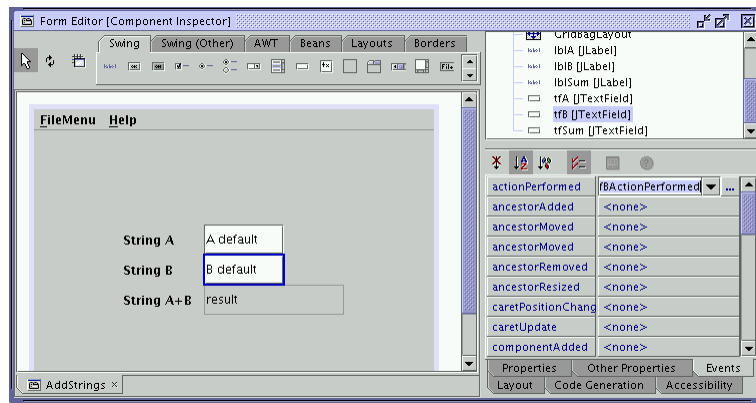 Form Editor [Component Inspector]
Swing Swing (Other) AWT Beans Layouts Borders
GridBagLayout
lblA [JLabel]
lblB [JLabel]
lblSum [JLabel]
tfA [JTextField]
tfB [JTextField]
tfSum [JTextField]
FileMenu Help
String A A default
String B B default
String A+B result
actionPerformed fBActionPerformed ...
ancestorAdded <none>
ancestorMoved <none>
ancestorMoved <none>
ancestorRemoved <none>
ancestorResized <none>
caretPositionChang <none>
caretUpdate <none>
componentAdded <none>
Properties Other Properties Events
Layout Code Generation Accessibility
AddStrings ×